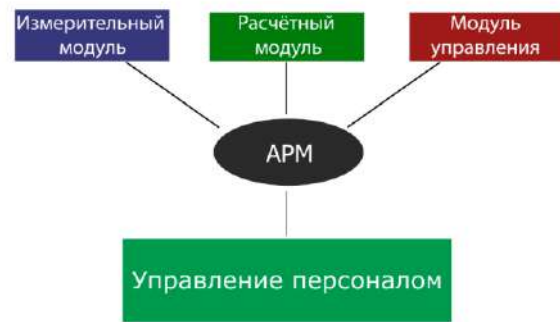 Измерительный
модуль
Расчётный
модуль
Модуль
управления
АРМ
Управление персоналом